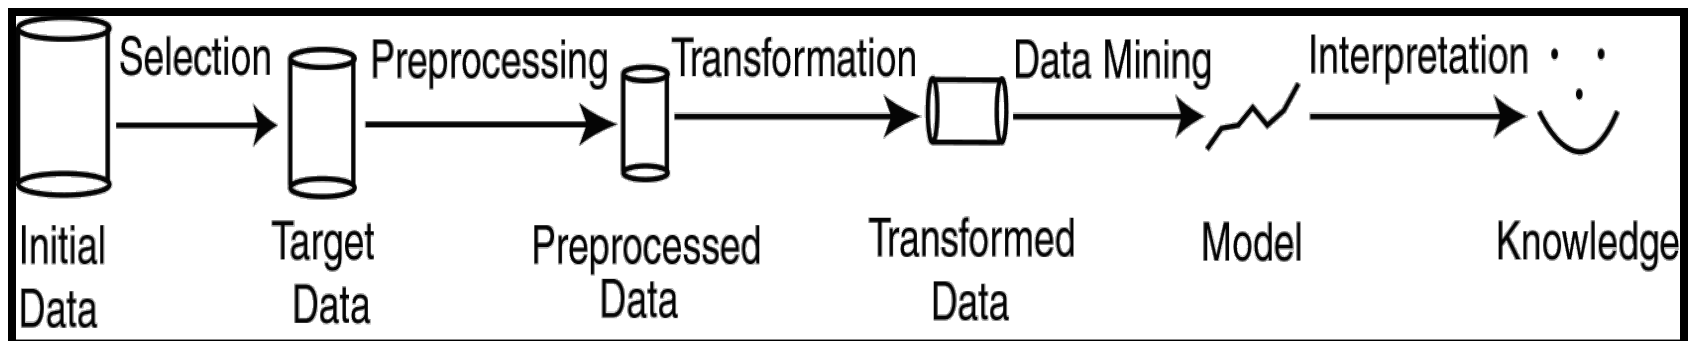 Selection
Preprocessing
Transformation
Data Mining
Interpretation
Initial
Data
Target
Data
Preprocessed
Data
Transformed
Data
Model
Knowledge